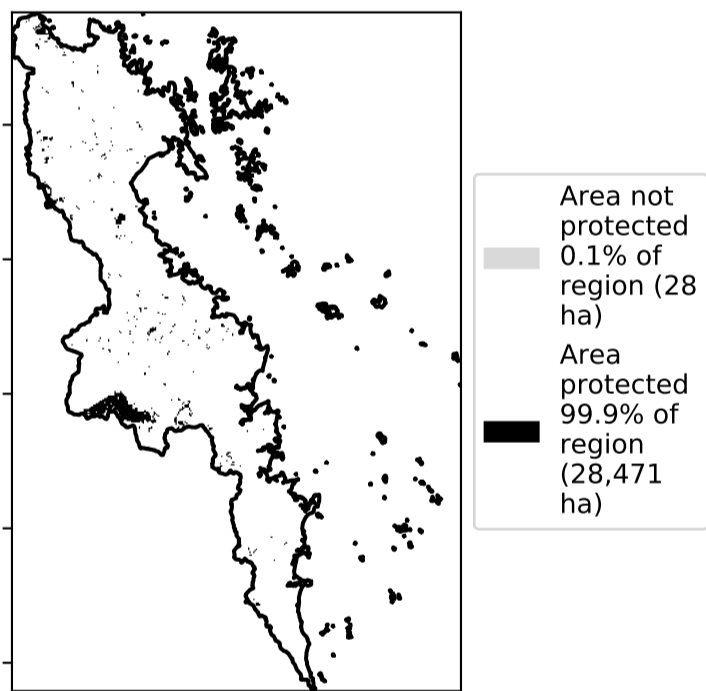 Area not
protected
0.1% of
region (28
ha)
Area
protected
99.9% of
region
(28,471
ha)